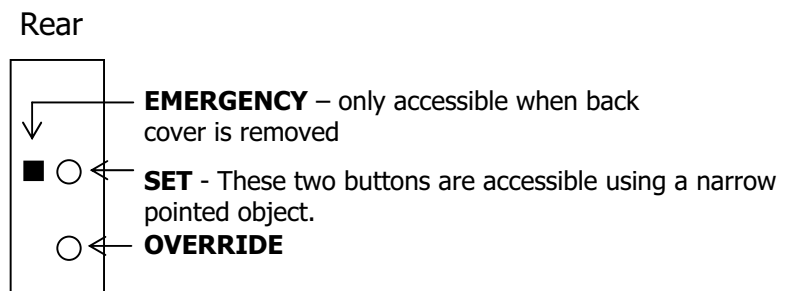 Rear
EMERGENCY – only accessible when back
cover is removed
SET - These two buttons are accessible using a narrow
pointed object.
OVERRIDE